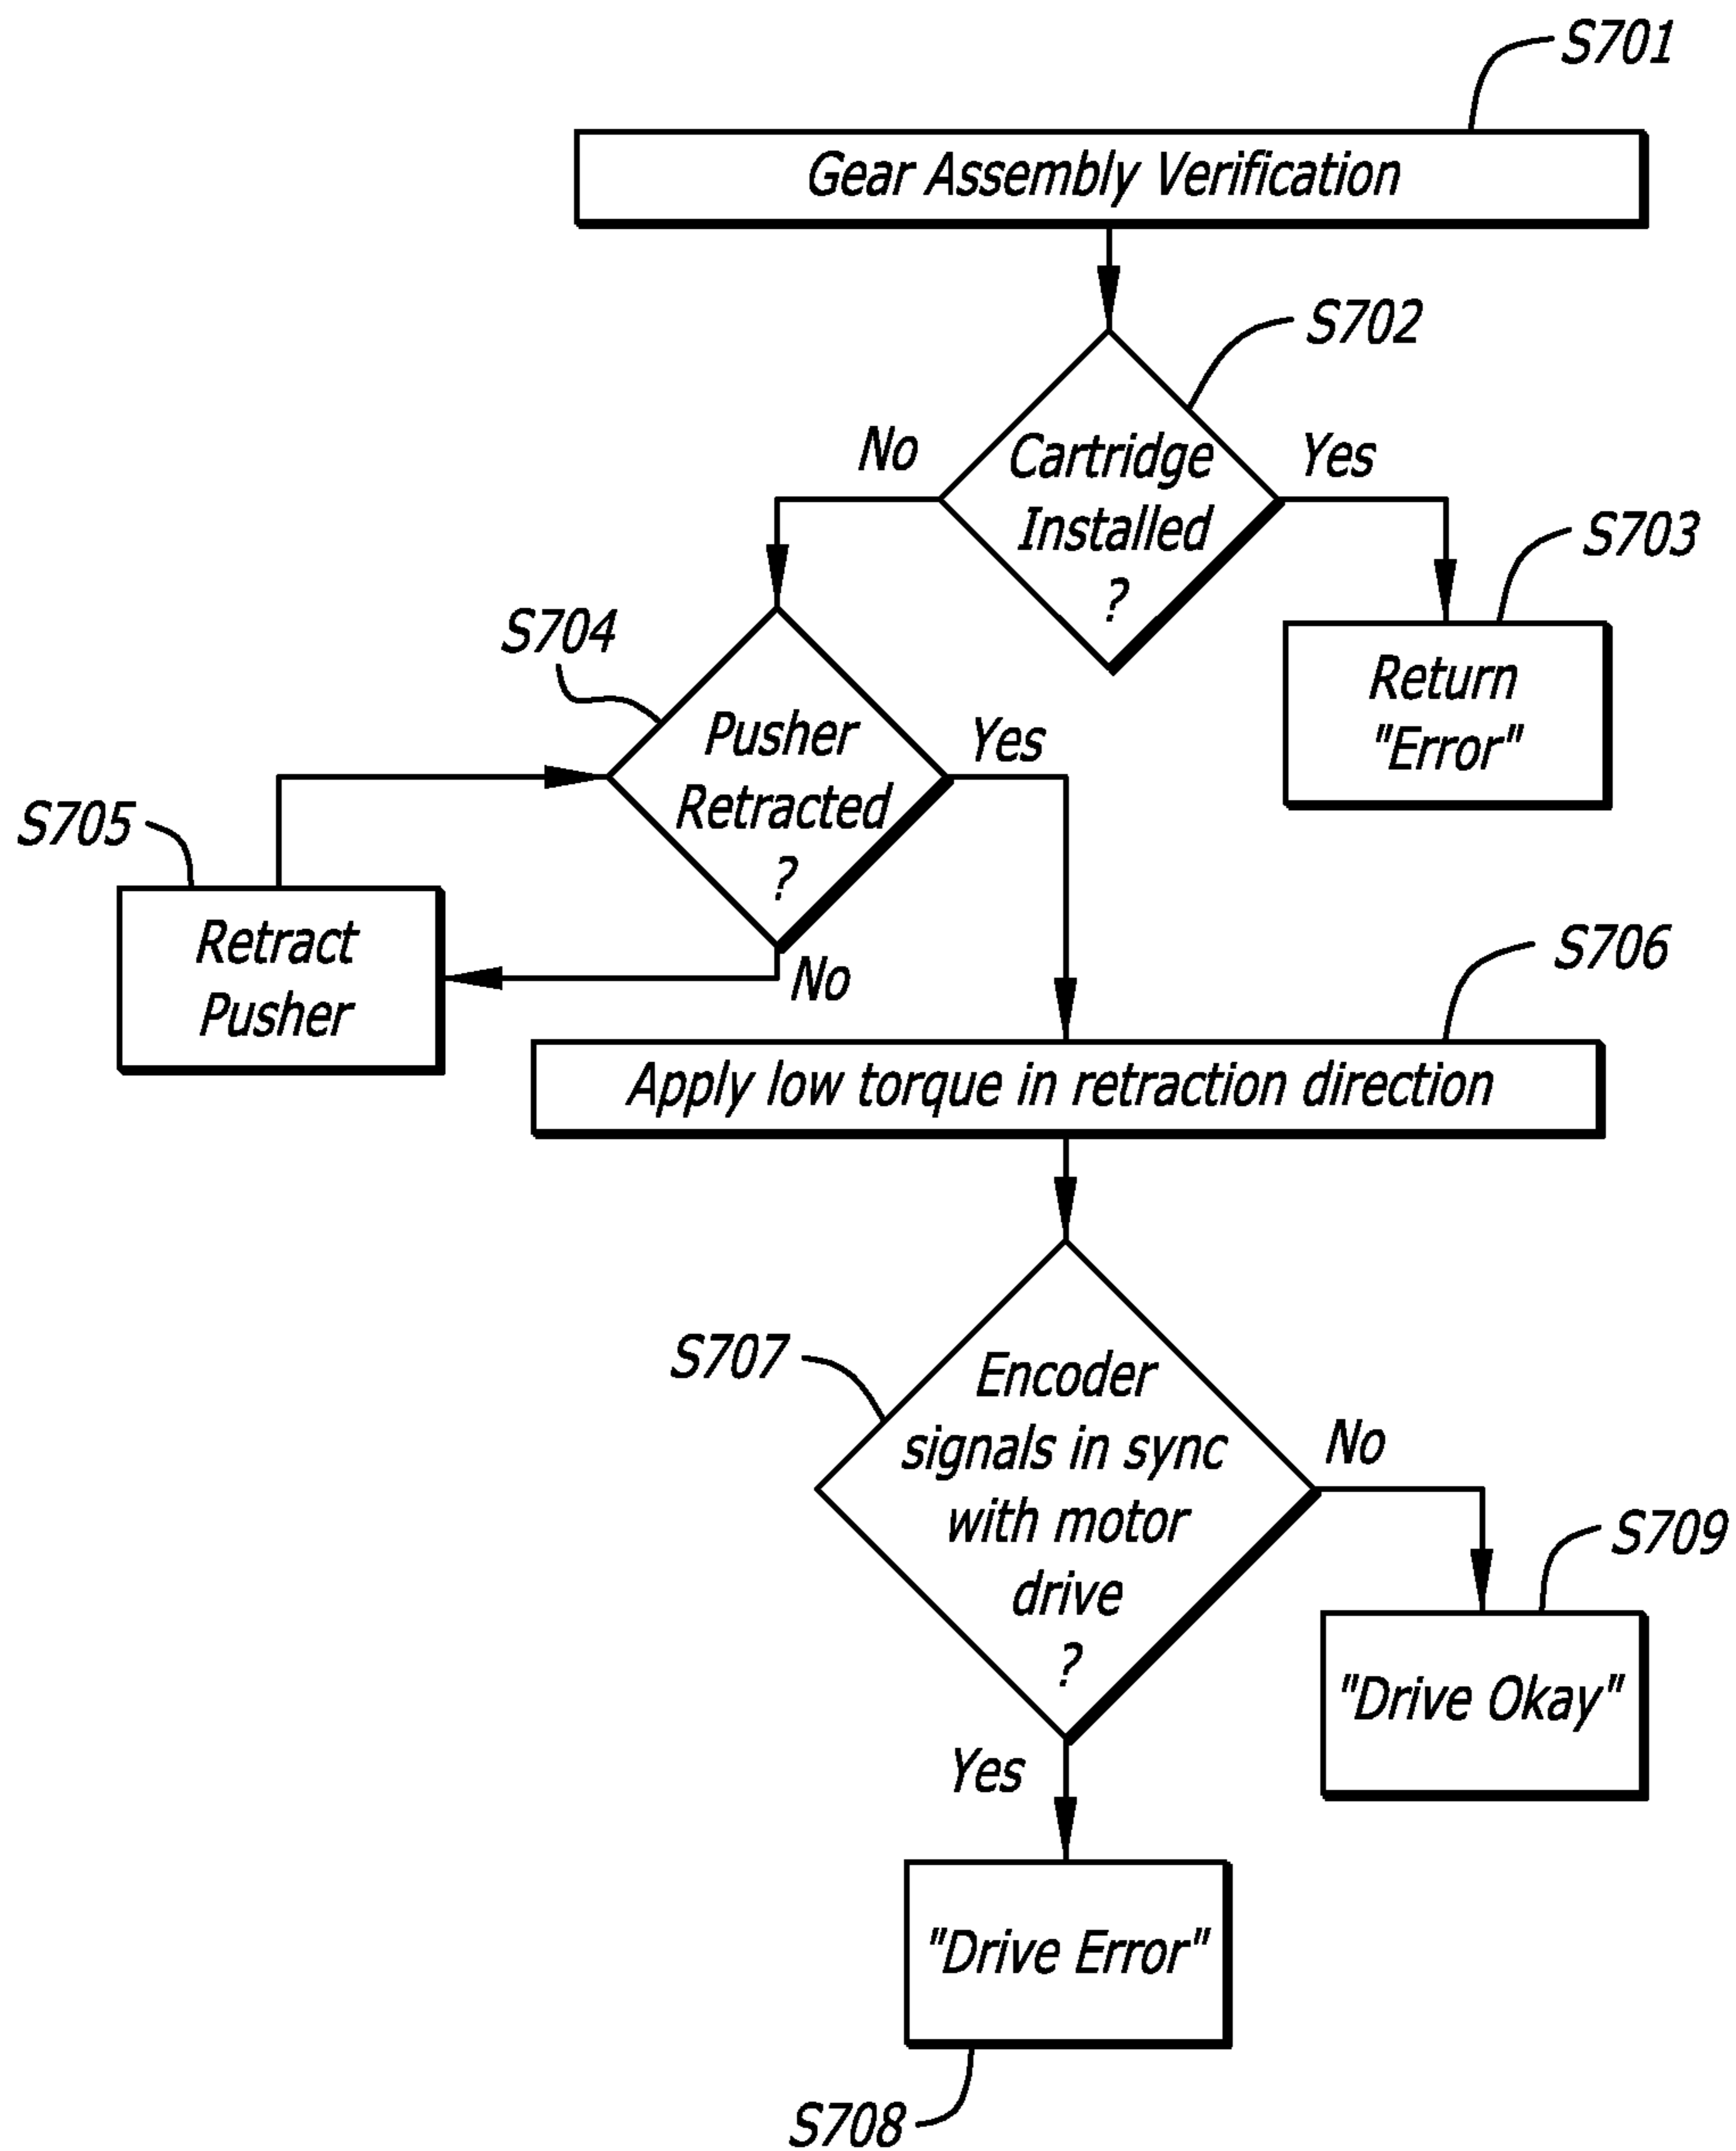 S701
Gear Assembly Verification
S702
No
Cartridge
Installed
?
Yes
S703
Return
"Error"
S704
Pusher
Retracted
?
Yes
No
S705
Retract
Pusher
S706
Apply low torque in retraction direction
S707
Encoder
signals in sync
with motor
drive
?
No
S709
"Drive Okay"
Yes
"Drive Error"
S708